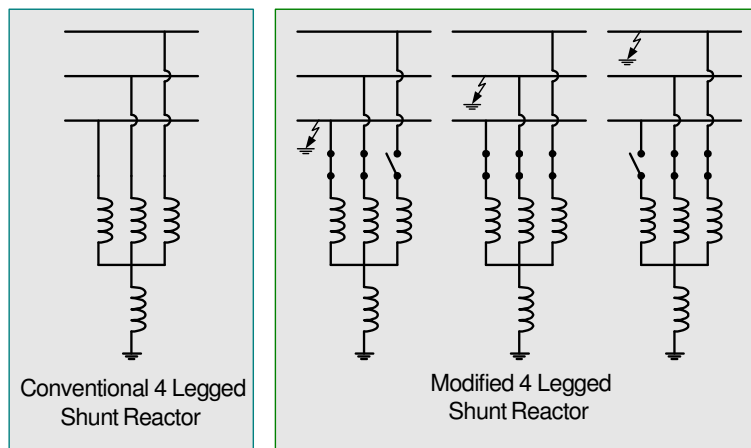 Conventional 4 Legged
Shunt Reactor
Modified 4 Legged
Shunt Reactor